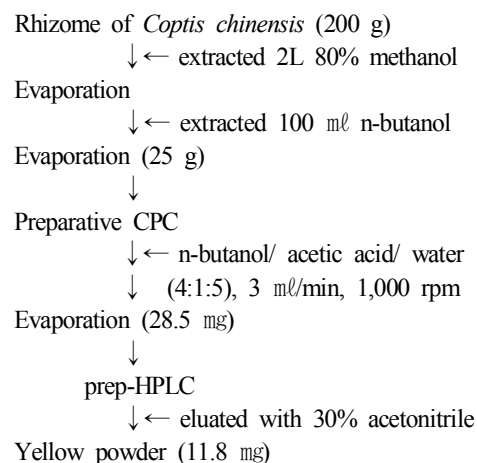 Rhizome of Coptis chinensis (200 g)
↓← extracted 2L 80% methanol
Evaporation
↓← extracted 100 ㎖ n-butanol
Evaporation (25 g)
↓
Preparative CPC
↓← n-butanol/ acetic acid/ water
↓ (4:1:5), 3 ㎖/min, 1,000 rpm
Evaporation (28.5 ㎎)
↓
prep-HPLC
↓← eluated with 30% acetonitrile
Yellow powder (11.8 ㎎)